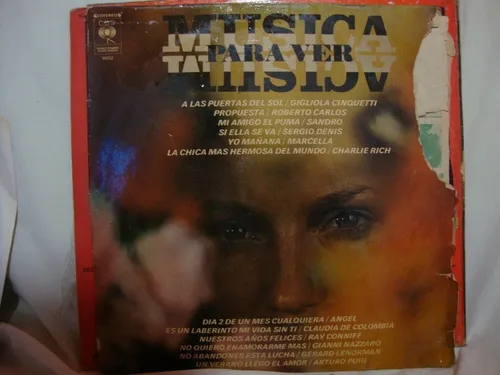 ESTEREO
CBS
MUSICA
PARA VER
MUSICA
A LAS PUERTAS DEL SOL / GIGLIOLA CINQUETTI
PROPUESTA / ROBERTO CARLOS
MI AMIGO EL PUMA / SANDRO
SI ELLA SE VA / SERGIO DENIS
YO MAÑANA / MARCELLA
LA CHICA MAS HERMOSA DEL MUNDO / CHARLIE RICH
DIA 2 DE UN MES CUALQUIERA / ANGEL
ES UN LABERINTO MI VIDA SIN TI / CLAUDIA DE COLOMBIA
NUESTROS AÑOS FELICES / RAY CONNIFF
NO QUIERO ENAMORARME MAS / GIANNI NAZZARO
NO ABANDONES ESTA LUCHA / GERARD LENORMAN
UN VERANO LLEGO EL AMOR / ARTURO PUIG